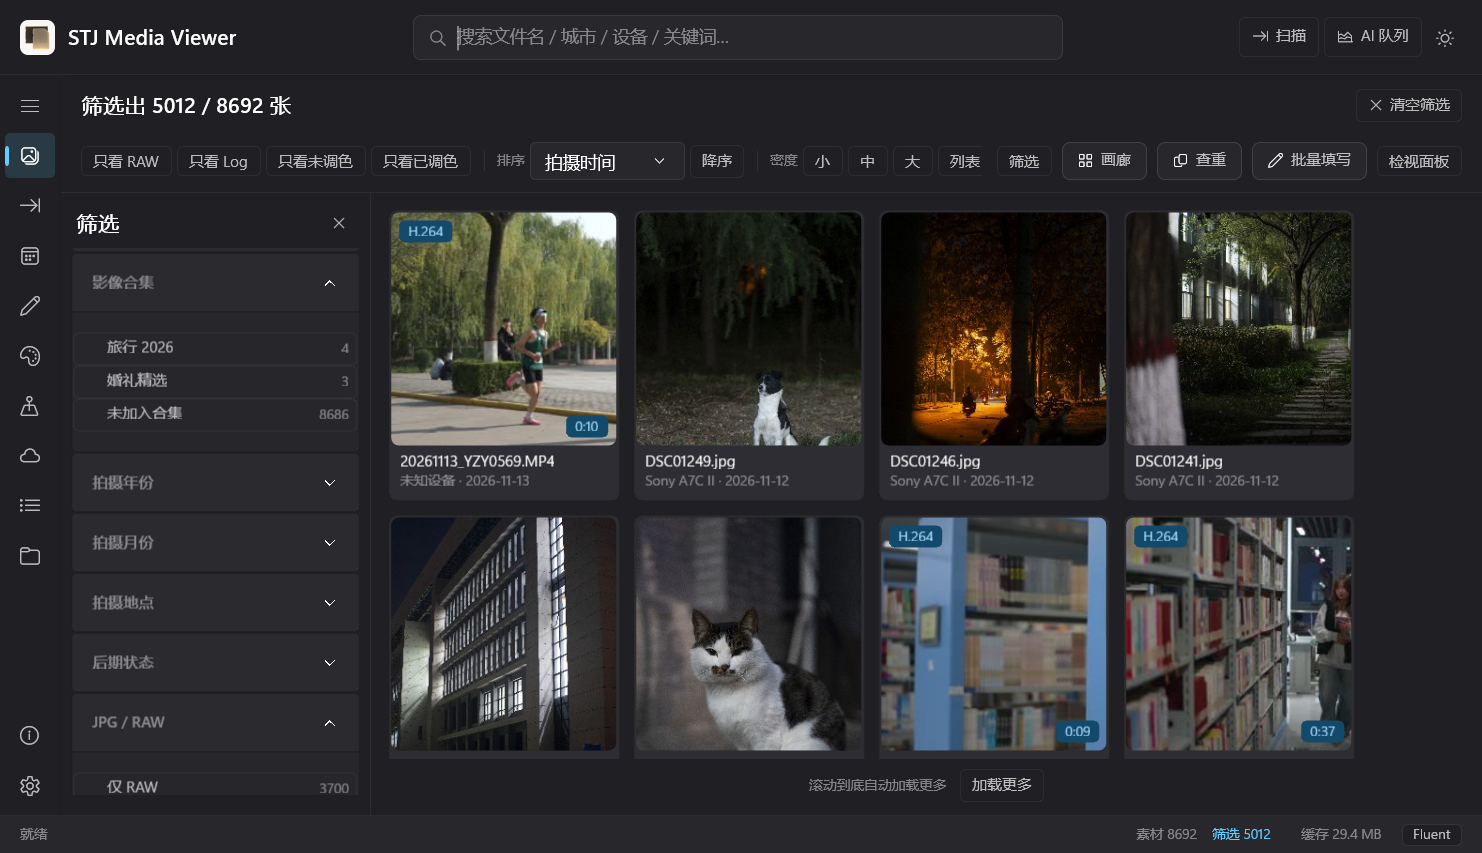 STJ Media Viewer
搜索文件名 / 城市 / 设备 / 关键词...
扫描
AI 队列
筛选出 5012 / 8692 张
清空筛选
只看 RAW
只看 Log
只看未调色
只看已调色
排序
拍摄时间
降序
密度
小
中
大
列表
筛选
画廊
查重
批量填写
检视面板
筛选
影像合集
旅行 2026 4
婚礼精选 3
未加入合集 8686
拍摄年份
拍摄月份
拍摄地点
后期状态
JPG / RAW
仅 RAW 3700
H.264
0:10
20261113_YZY0569.MP4
未知设备 · 2026-11-13
DSC01249.jpg
Sony A7C II · 2026-11-12
DSC01246.jpg
Sony A7C II · 2026-11-12
DSC01241.jpg
Sony A7C II · 2026-11-12
H.264
0:09
H.264
0:37
滚动到底自动加载更多
加载更多
就绪
素材 8692
筛选 5012
缓存 29.4 MB
Fluent